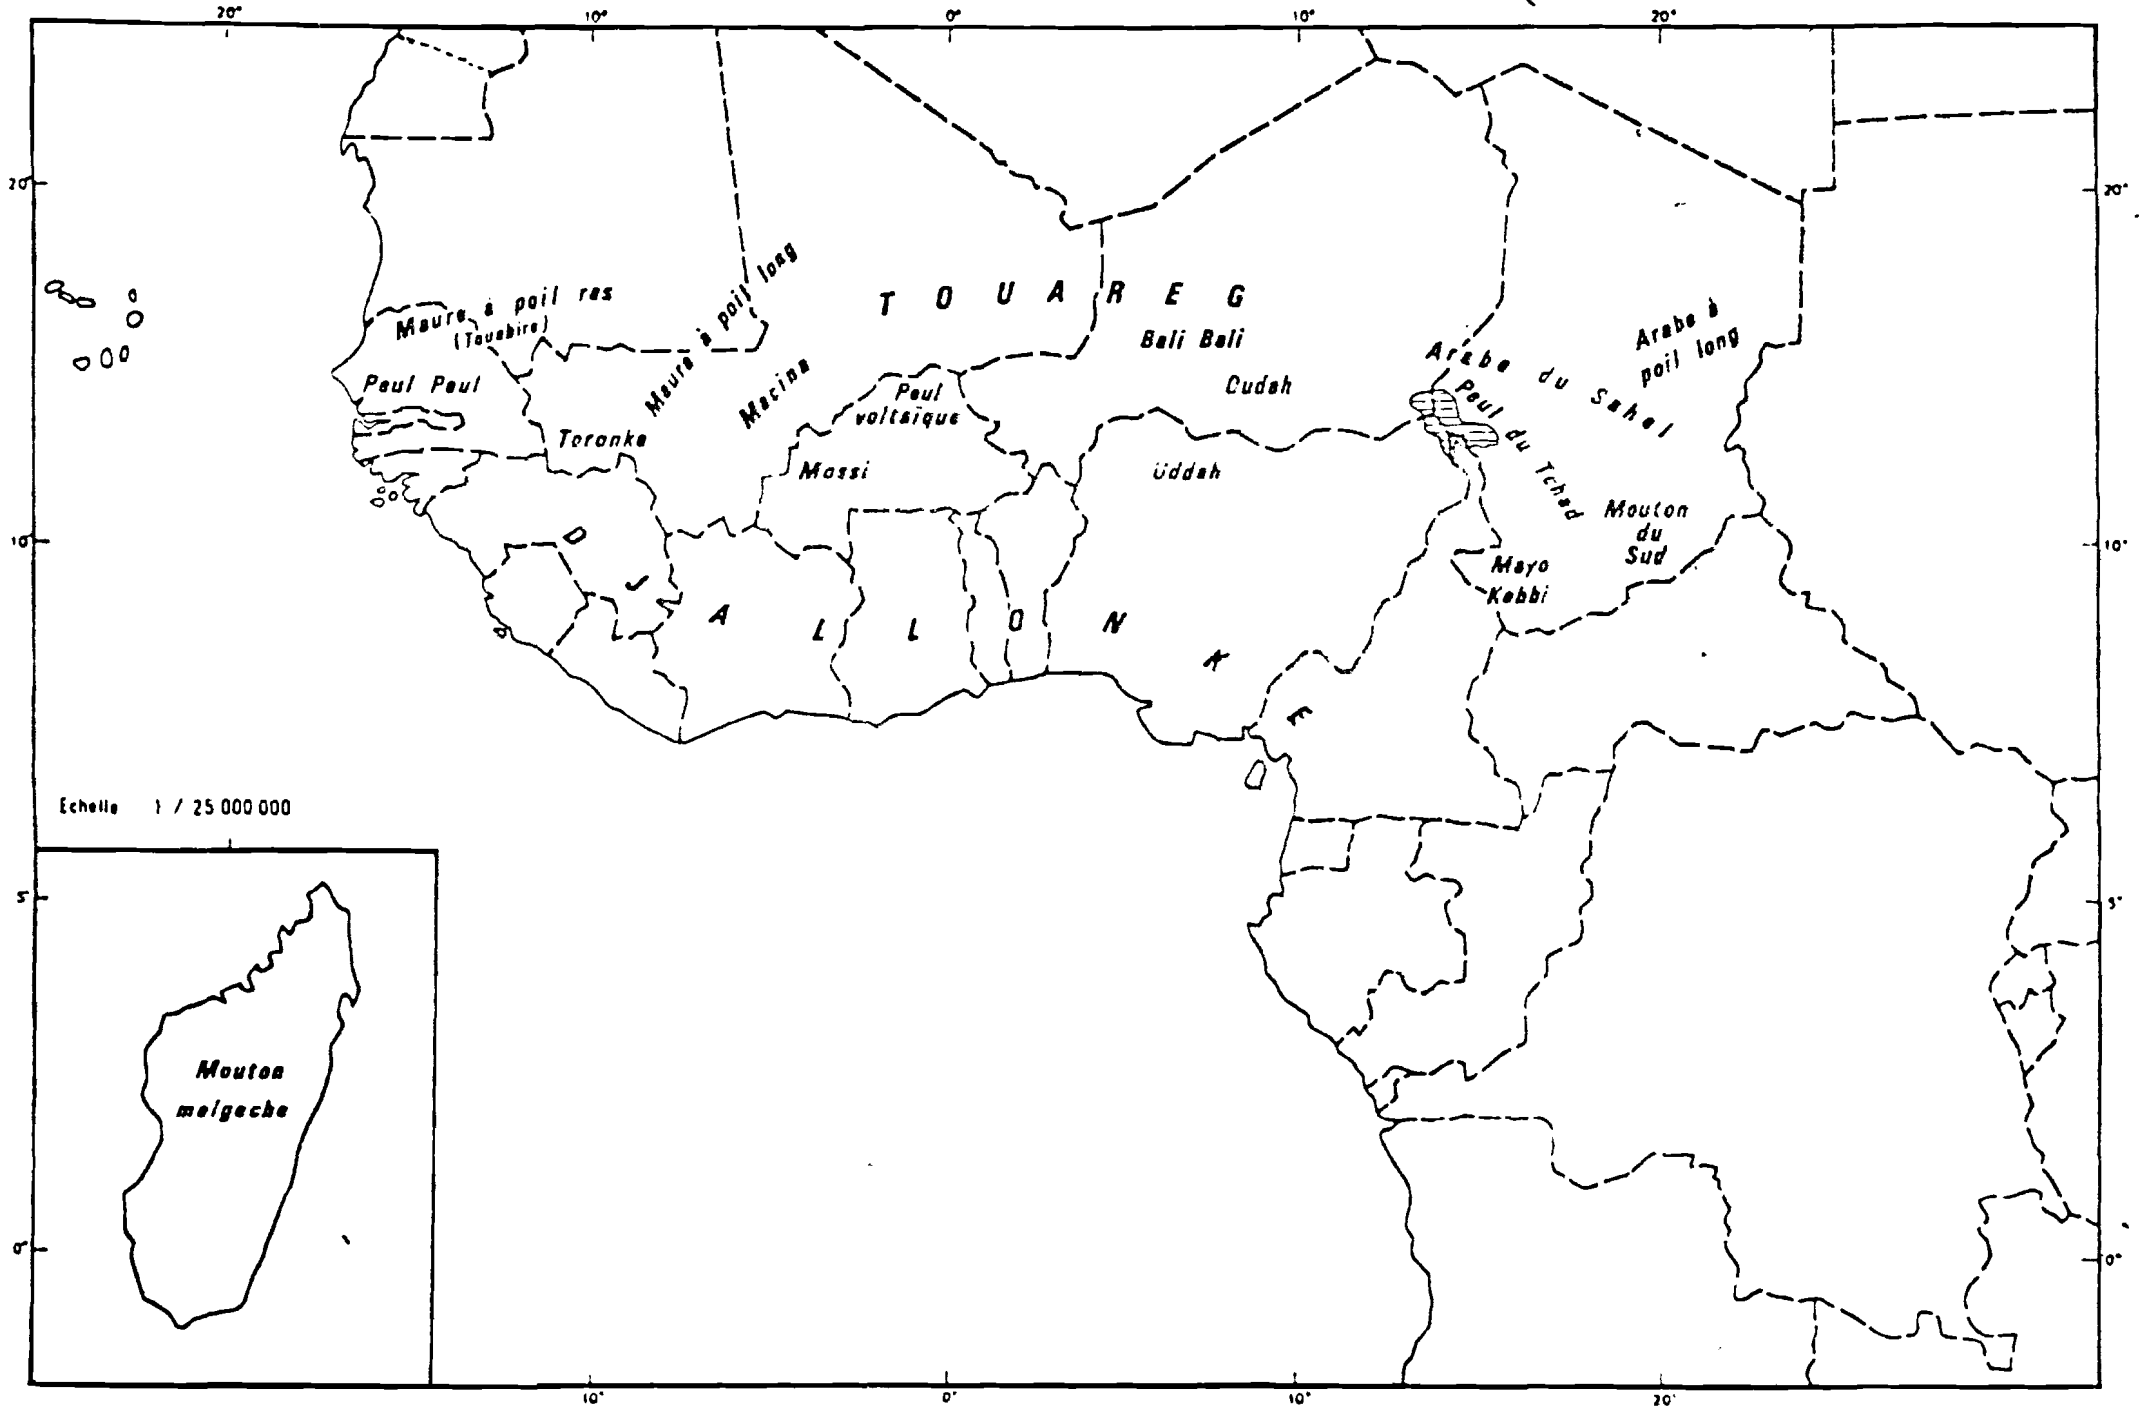 20° 10° 0° 10° 20°
20° 20°
Maure à poil ras
(Touabire)
Maure à poil long
T O U A R E G
Bali Bali
Arabe à
poil long
Arabe du Sahel
Peul Peul
Macina
Peul
voltaique
Oudah
Peul du Tchad
Toronke
Mossi
Uddah
Mouton
du
Sud
10° 10°
Mayo
Kebbi
D J A L L O N K E
Echelle 1 / 25 000 000
5° 5°
Mouton
malgache
0° 0°
10° 0° 10° 20°